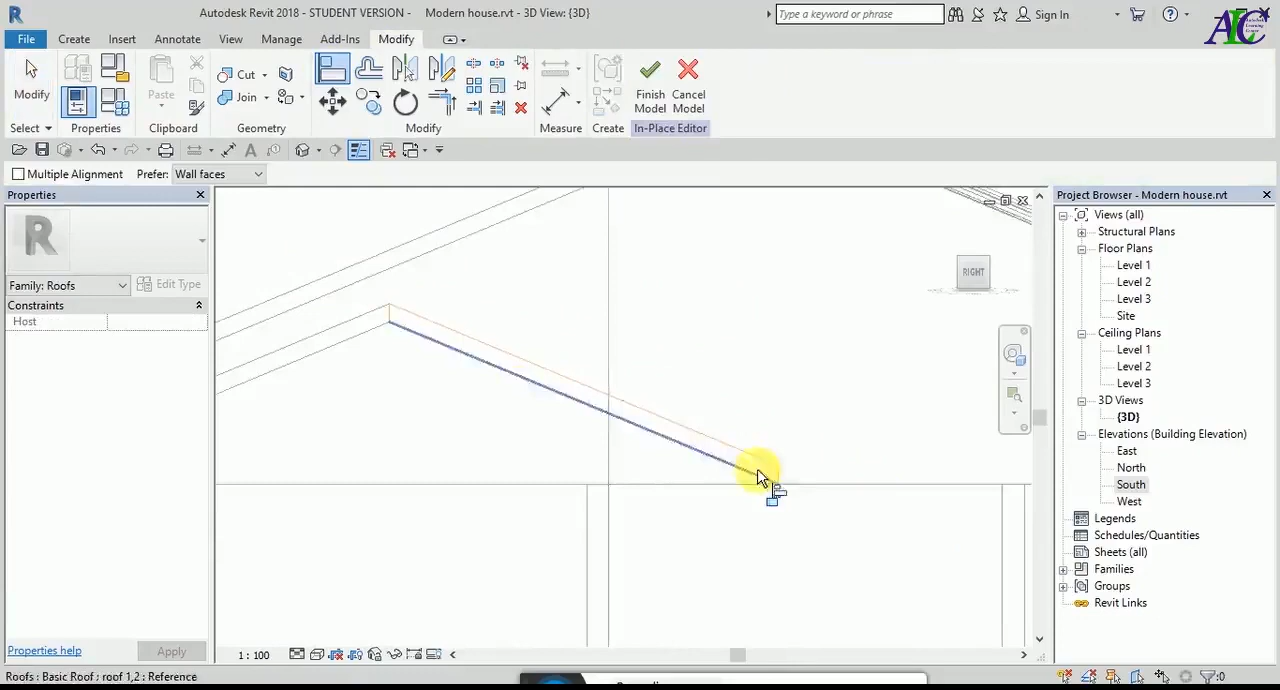 Autodesk Revit 2018 - STUDENT VERSION - Modern house.rvt - 3D View: {3D}
Type a keyword or phrase
Sign In
ALC
File Create Insert Annotate View Manage Add-Ins Modify
Modify
Paste
Cut
Join
Finish Model
Cancel Model
Select Properties Clipboard Geometry Modify Measure Create In-Place Editor
Multiple Alignment Prefer: Wall faces
Properties
R
Family: Roofs
Edit Type
Constraints
Host
Properties help
Apply
RIGHT
Project Browser - Modern house.rvt
Views (all)
Structural Plans
Floor Plans
Level 1
Level 2
Level 3
Site
Ceiling Plans
Level 1
Level 2
Level 3
3D Views
{3D}
Elevations (Building Elevation)
East
North
South
West
Legends
Schedules/Quantities
Sheets (all)
Families
Groups
Revit Links
1 : 100
Roofs : Basic Roof ; roof 1,2 : Reference
:0